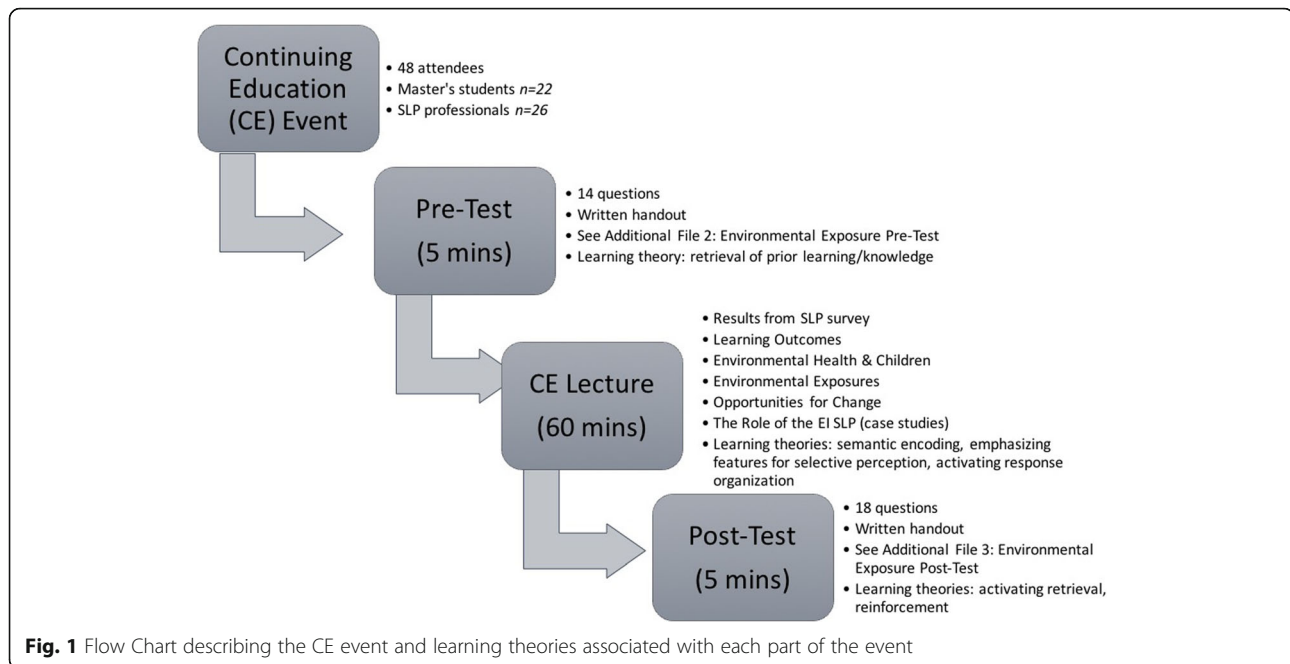 Continuing
Education
(CE) Event
• 48 attendees
• Master's students n=22
• SLP professionals n=26
Pre-Test
(5 mins)
• 14 questions
• Written handout
• See Additional File 2: Environmental Exposure Pre-Test
• Learning theory: retrieval of prior learning/knowledge
CE Lecture
(60 mins)
• Results from SLP survey
• Learning Outcomes
• Environmental Health & Children
• Environmental Exposures
• Opportunities for Change
• The Role of the EI SLP (case studies)
• Learning theories: semantic encoding, emphasizing
features for selective perception, activating response
organization
Post-Test
(5 mins)
• 18 questions
• Written handout
• See Additional File 3: Environmental
Exposure Post-Test
• Learning theories: activating retrieval,
reinforcement
Fig. 1 Flow Chart describing the CE event and learning theories associated with each part of the event